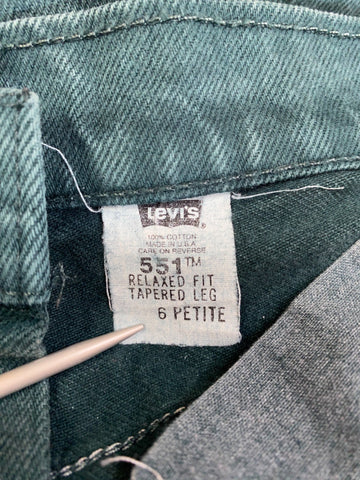 Levi's
100% COTTON
MADE IN U.S.A
CARE ON REVERSE
551™
RELAXED FIT
TAPERED LEG
6 PETITE